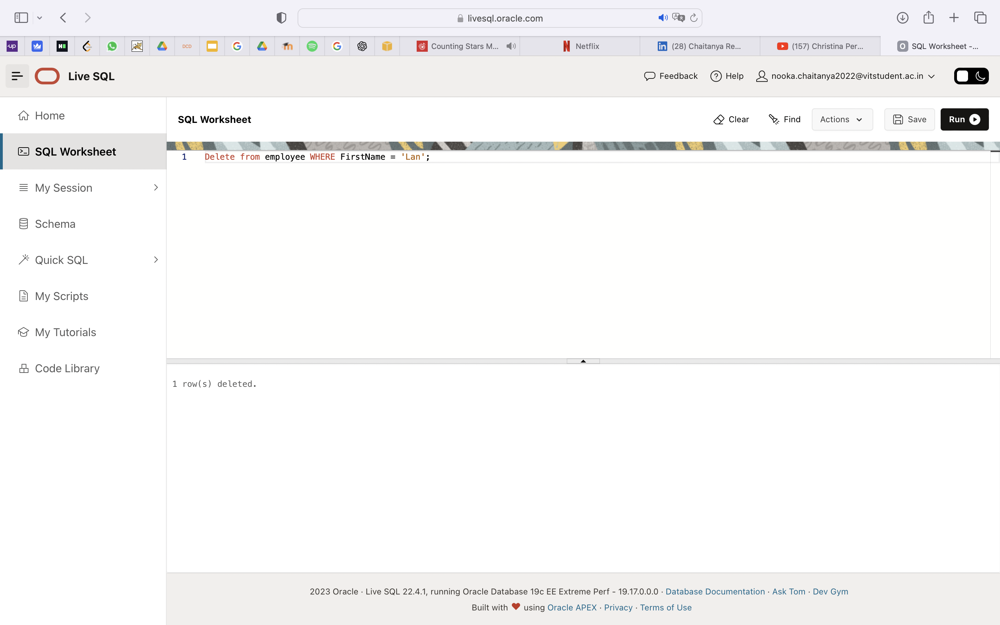 livesql.oracle.com
up
DCD
Counting Stars M...
Netflix
(28) Chaitanya Re...
(157) Christina Per...
O SQL Worksheet -...
Live SQL
Feedback
Help
nooka.chaitanya2022@vitstudent.ac.in
Home
SQL Worksheet
My Session
Schema
Quick SQL
My Scripts
My Tutorials
Code Library
SQL Worksheet
Clear
Find
Actions
Save
Run
1 Delete from employee WHERE FirstName = 'Lan';
1 row(s) deleted.
2023 Oracle · Live SQL 22.4.1, running Oracle Database 19c EE Extreme Perf - 19.17.0.0.0 · Database Documentation · Ask Tom · Dev Gym
Built with ❤ using Oracle APEX · Privacy · Terms of Use